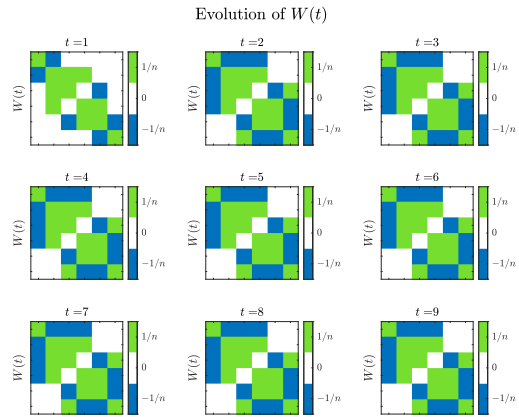 Evolution of W(t)
t =1
t =2
t =3
W(t)
1/n
0
−1/n
W(t)
1/n
0
−1/n
W(t)
1/n
0
−1/n
t =4
t =5
t =6
W(t)
1/n
0
−1/n
W(t)
1/n
0
−1/n
W(t)
1/n
0
−1/n
t =7
t =8
t =9
W(t)
1/n
0
−1/n
W(t)
1/n
0
−1/n
W(t)
1/n
0
−1/n